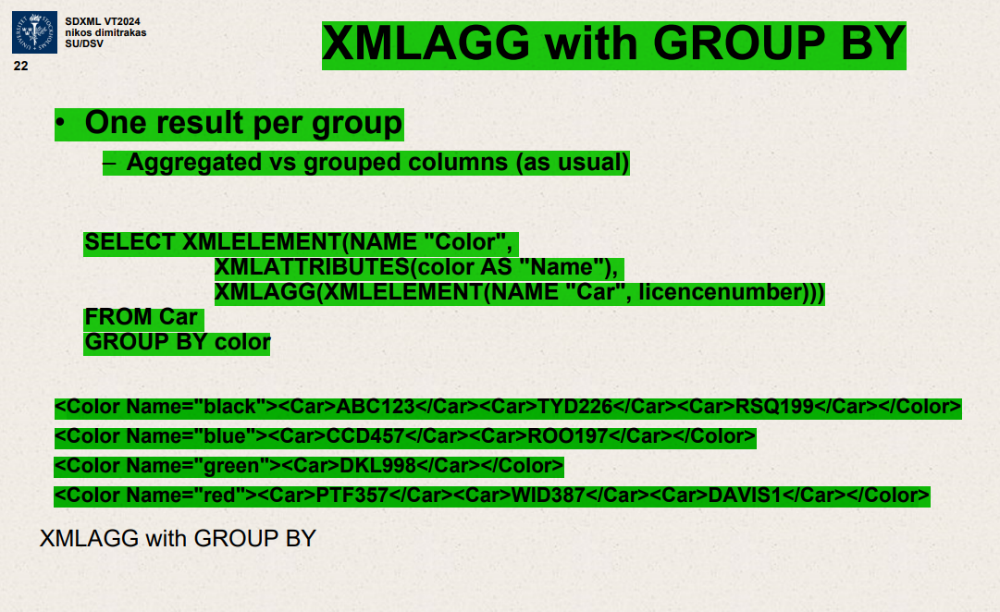 SDXML VT2024
nikos dimitrakas
SU/DSV
22
XMLAGG with GROUP BY
• One result per group
– Aggregated vs grouped columns (as usual)
SELECT XMLELEMENT(NAME "Color",
XMLATTRIBUTES(color AS "Name"),
XMLAGG(XMLELEMENT(NAME "Car", licencenumber)))
FROM Car
GROUP BY color
<Color Name="black"><Car>ABC123</Car><Car>TYD226</Car><Car>RSQ199</Car></Color>
<Color Name="blue"><Car>CCD457</Car><Car>ROO197</Car></Color>
<Color Name="green"><Car>DKL998</Car></Color>
<Color Name="red"><Car>PTF357</Car><Car>WID387</Car><Car>DAVIS1</Car></Color>
XMLAGG with GROUP BY